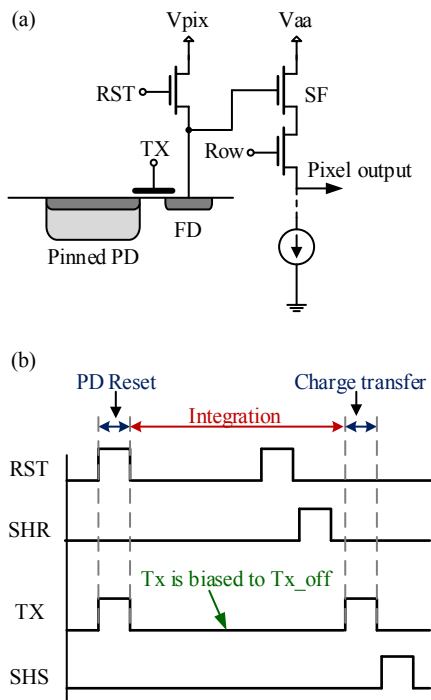 (a)
Vpix
Vaa
RST
SF
TX
Row
Pixel output
FD
Pinned PD
(b)
PD Reset
Charge transfer
Integration
RST
SHR
Tx is biased to Tx_off
TX
SHS